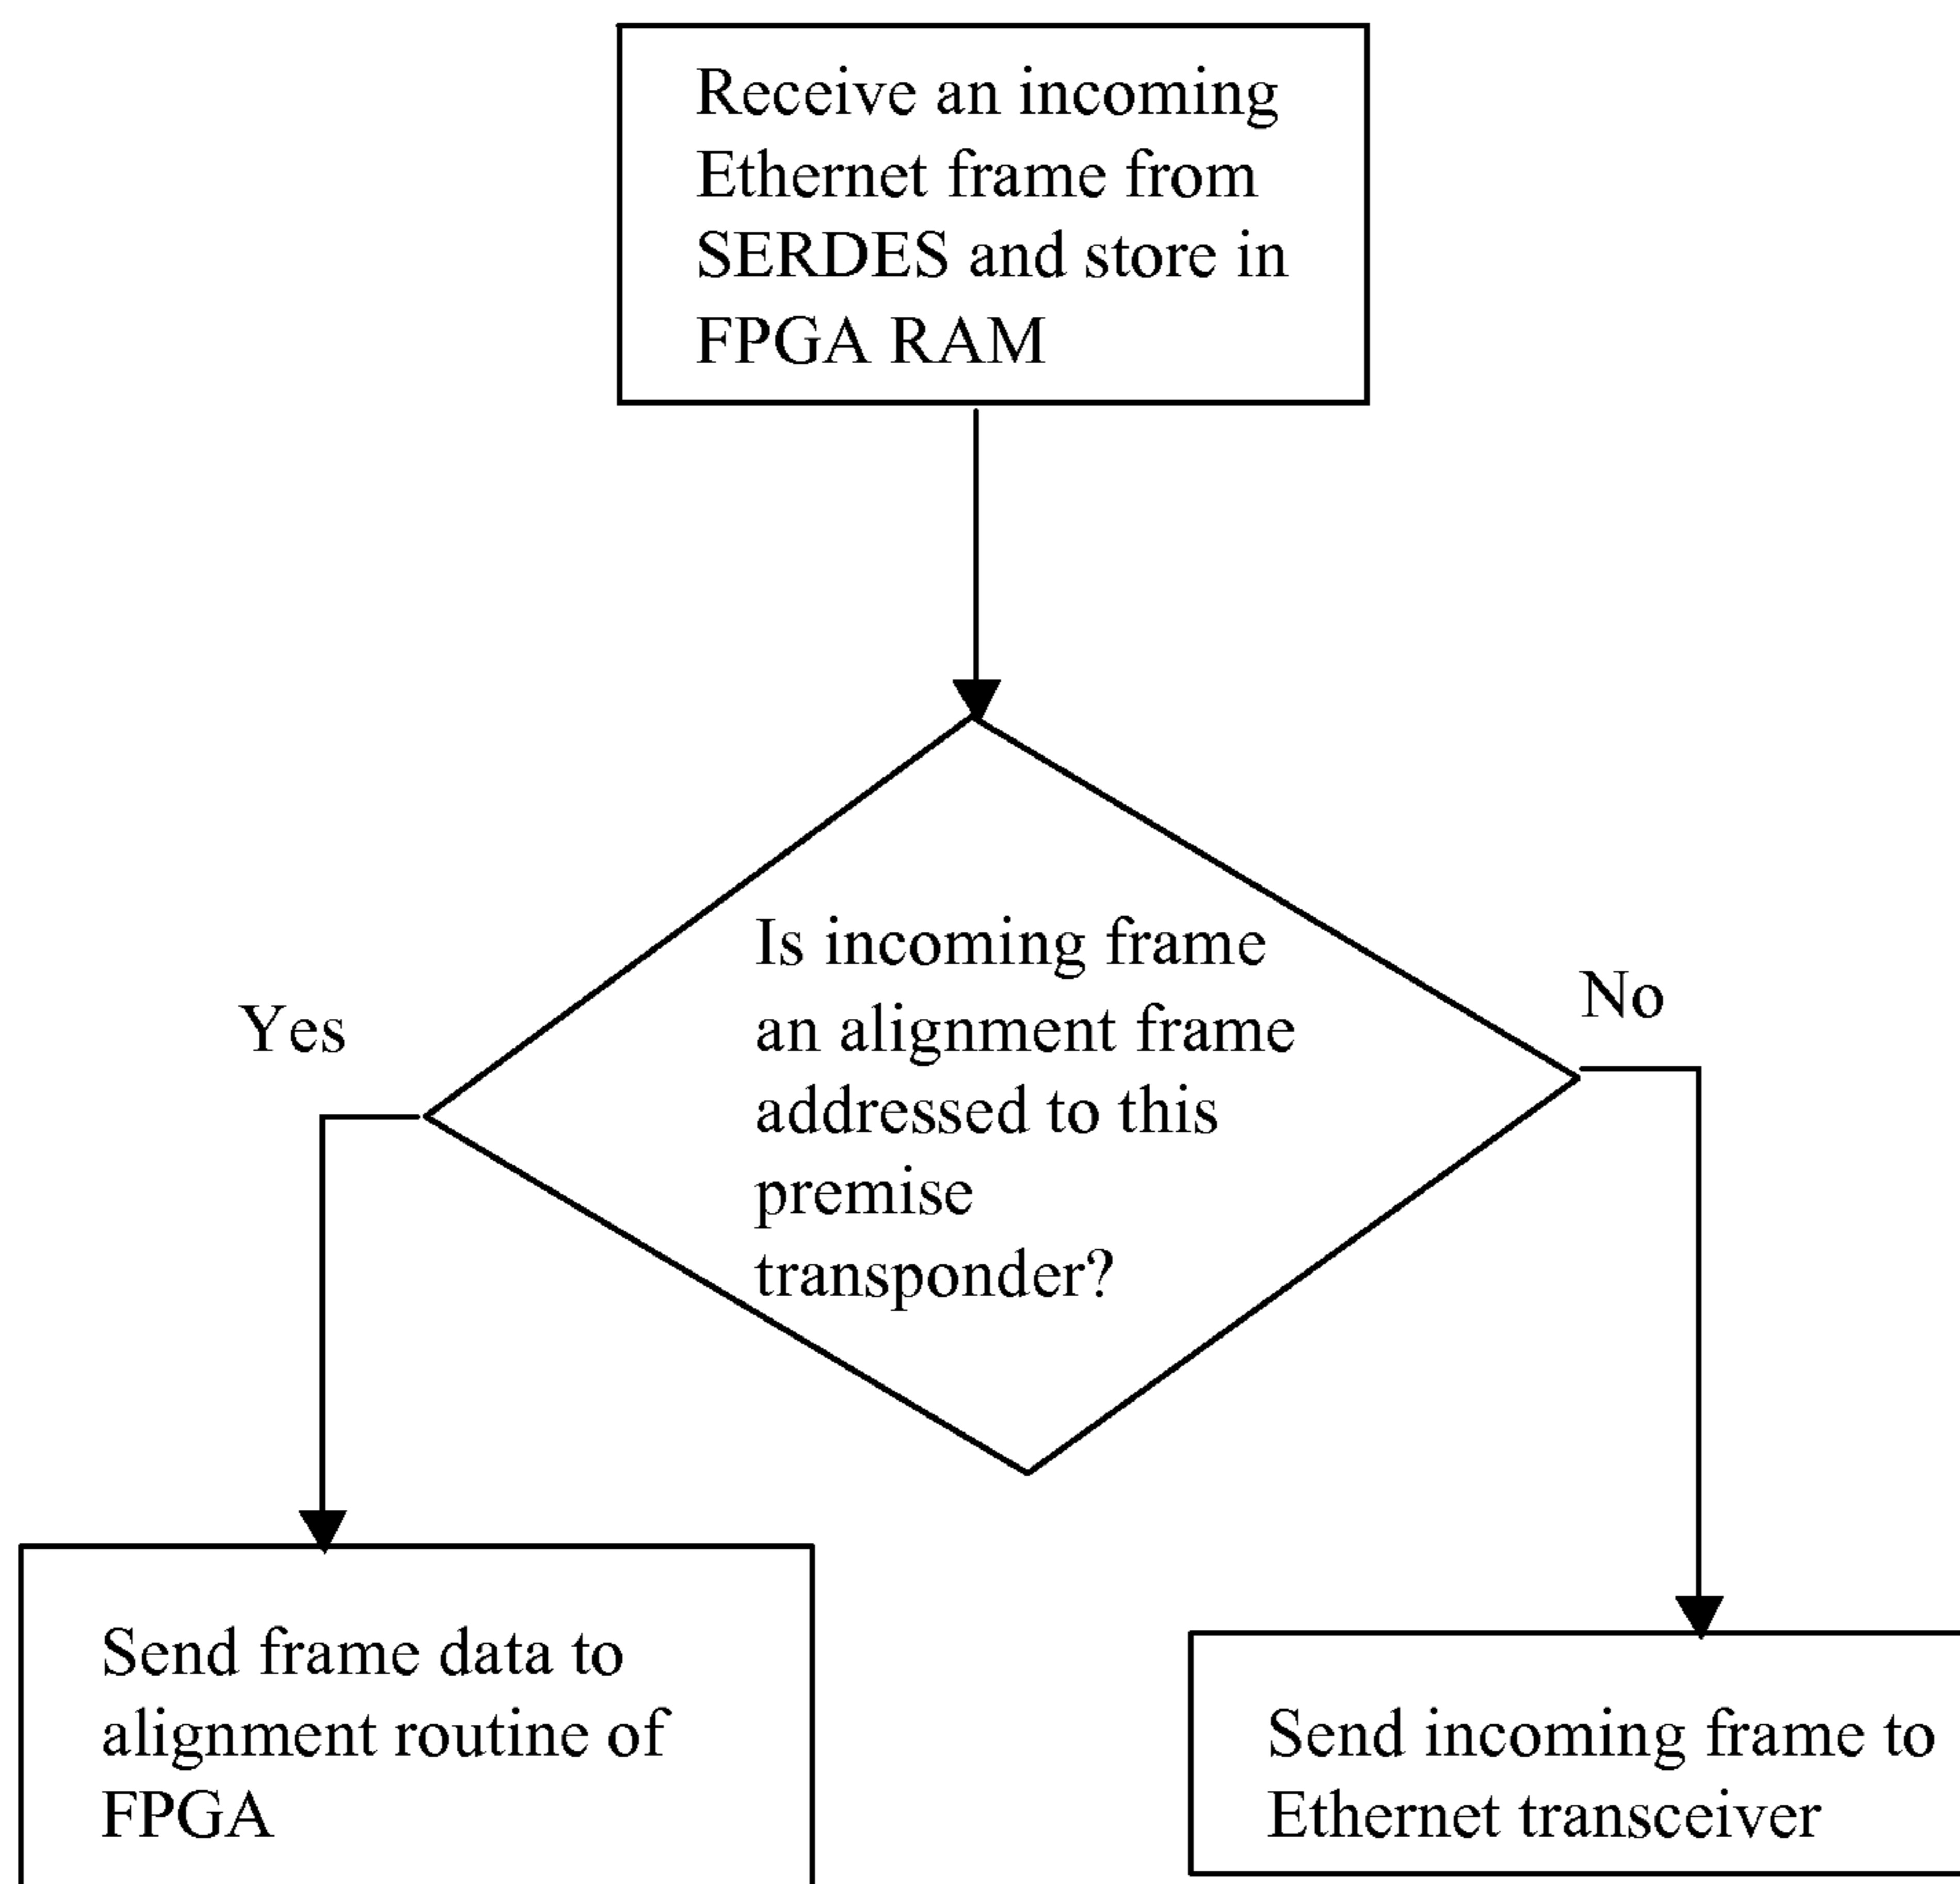 Receive an incoming
Ethernet frame from
SERDES and store in
FPGA RAM
Is incoming frame
an alignment frame
addressed to this
premise
transponder?
Yes
No
Send frame data to
alignment routine of
FPGA
Send incoming frame to
Ethernet transceiver